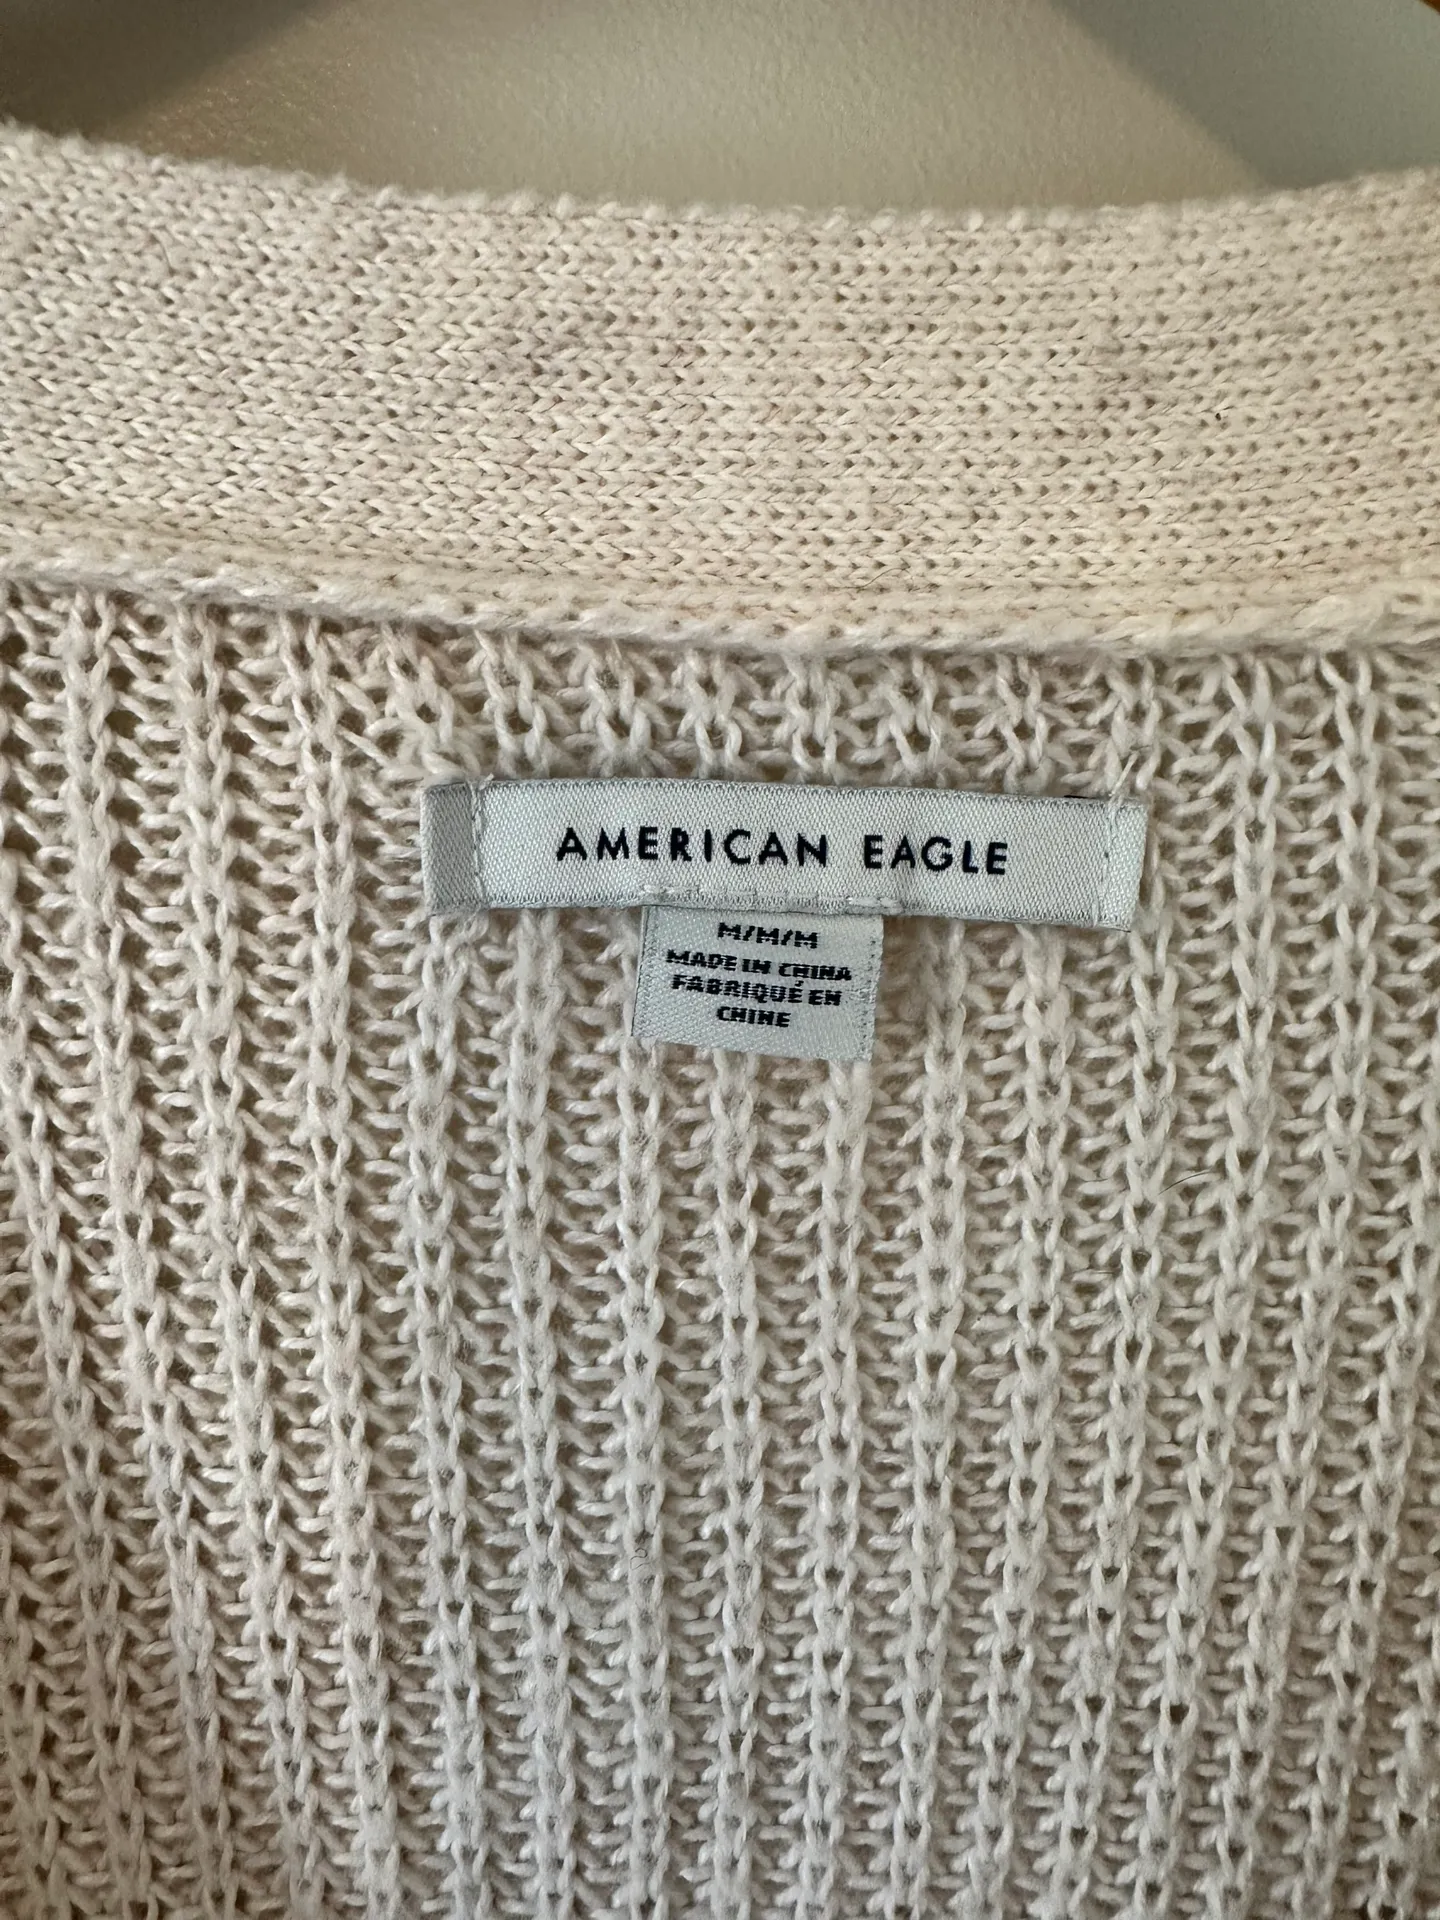 AMERICAN EAGLE
M/M/M
MADE IN CHINA
FABRIQUÉ EN
CHINE